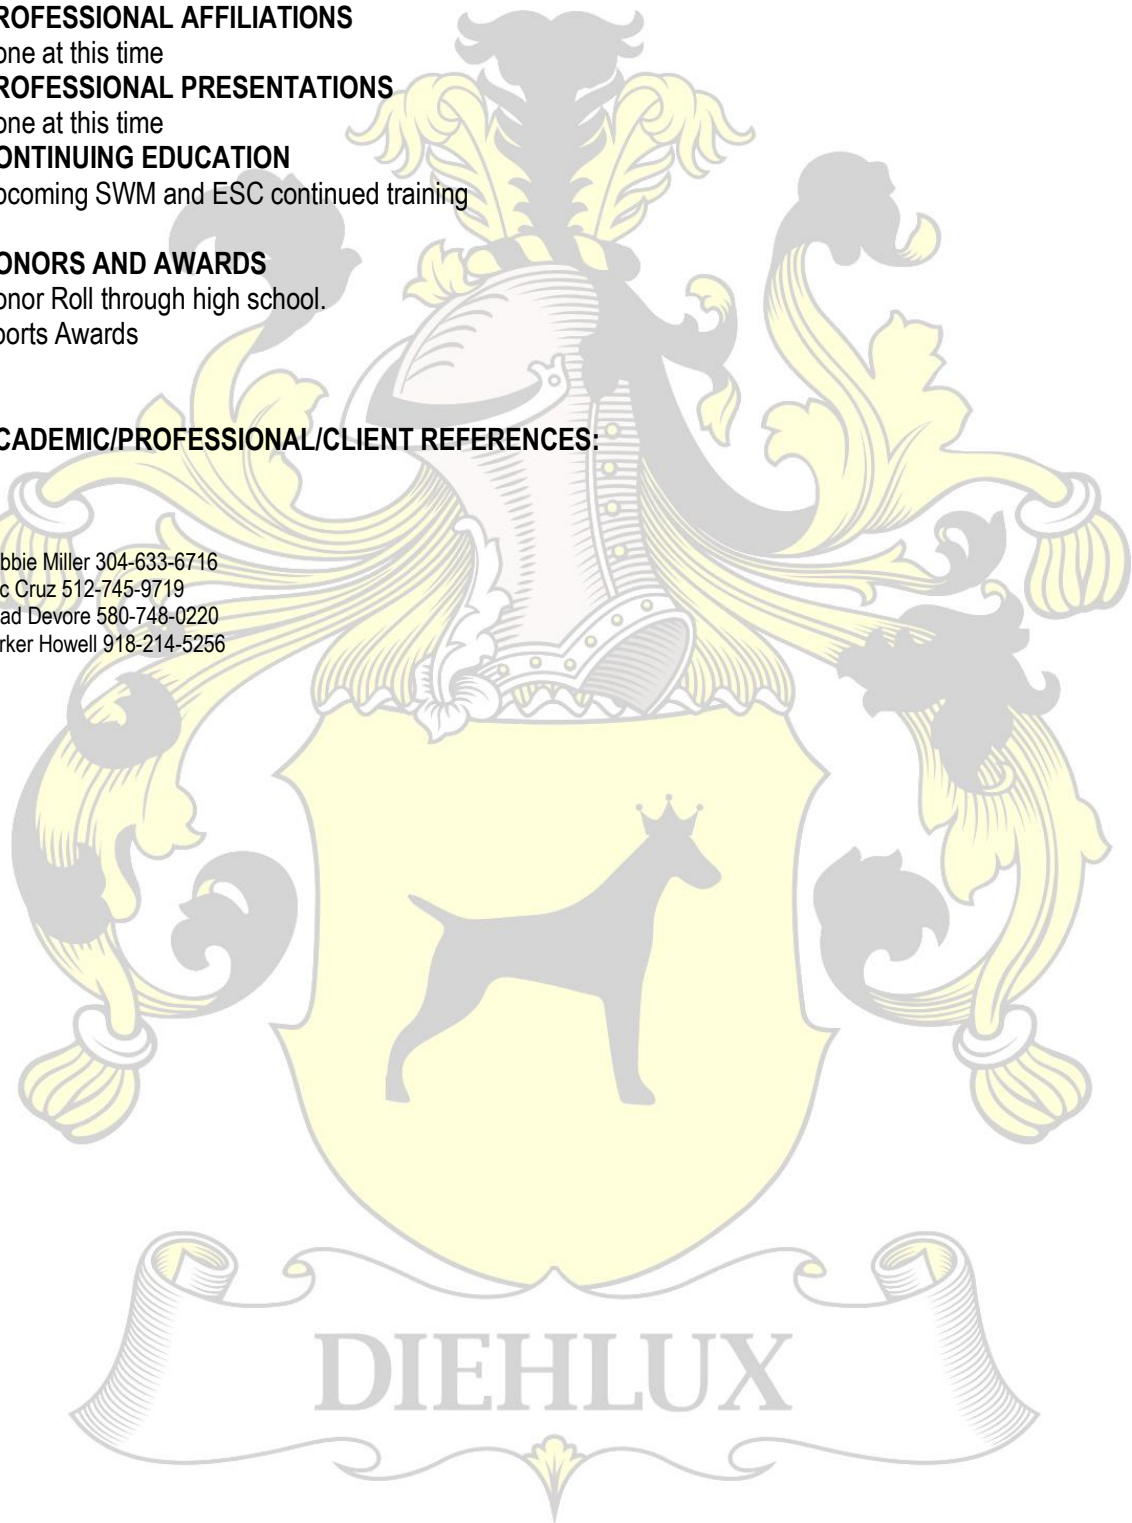 ROFESSIONAL AFFILIATIONS
one at this time
ROFESSIONAL PRESENTATIONS
one at this time
ONTINUING EDUCATION
pcoming SWM and ESC continued training
ONORS AND AWARDS
onor Roll through high school.
ports Awards
CADEMIC/PROFESSIONAL/CLIENT REFERENCES:
bbie Miller 304-633-6716
c Cruz 512-745-9719
ad Devore 580-748-0220
rker Howell 918-214-5256
DIEHLUX